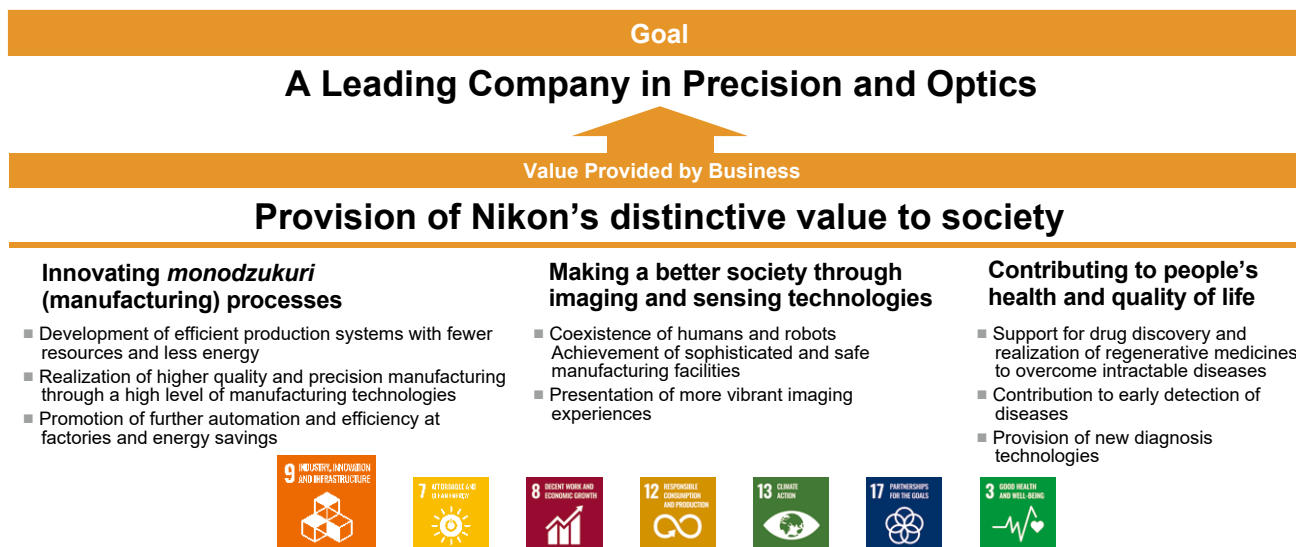 Goal
A Leading Company in Precision and Optics
Value Provided by Business
Provision of Nikon’s distinctive value to society
Innovating monodzukuri
(manufacturing) processes
■ Development of efficient production systems with fewer
resources and less energy
■ Realization of higher quality and precision manufacturing
through a high level of manufacturing technologies
■ Promotion of further automation and efficiency at
factories and energy savings
Making a better society through
imaging and sensing technologies
■ Coexistence of humans and robots
Achievement of sophisticated and safe
manufacturing facilities
■ Presentation of more vibrant imaging
experiences
Contributing to people’s
health and quality of life
■ Support for drug discovery and
realization of regenerative medicines
to overcome intractable diseases
■ Contribution to early detection of
diseases
■ Provision of new diagnosis
technologies
9 INDUSTRY, INNOVATION
AND INFRASTRUCTURE
7 AFFORDABLE AND
CLEAN ENERGY
8 DECENT WORK AND
ECONOMIC GROWTH
12 RESPONSIBLE
CONSUMPTION
AND PRODUCTION
13 CLIMATE
ACTION
17 PARTNERSHIPS
FOR THE GOALS
3 GOOD HEALTH
AND WELL-BEING